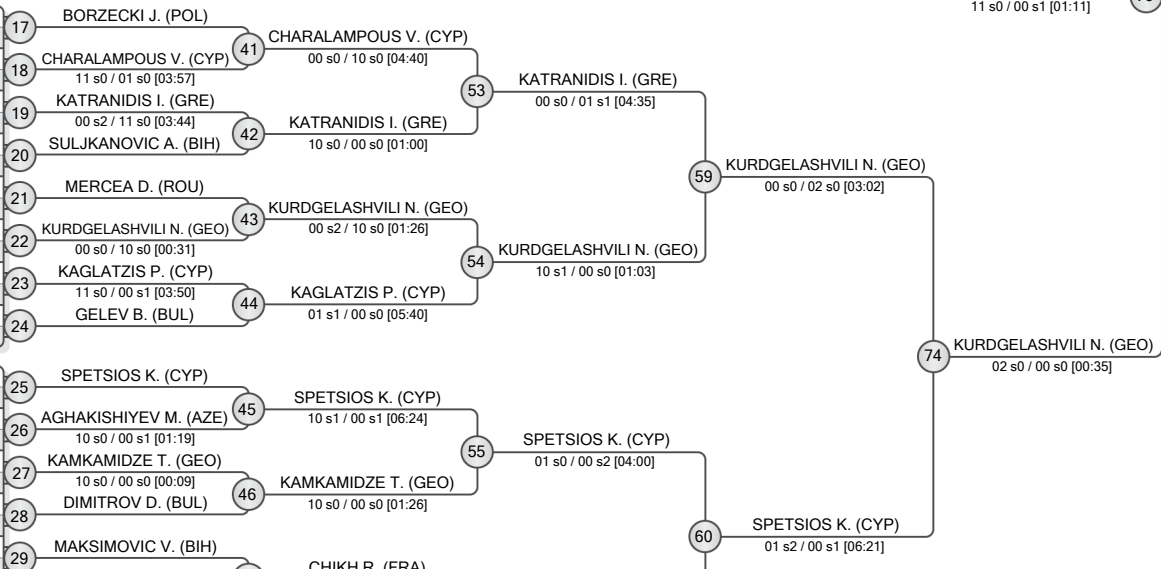 11 s0 / 00 s1 [01:11]
17
BORZECKI J. (POL)
41
CHARALAMPOUS V. (CYP)
00 s0 / 10 s0 [04:40]
18
CHARALAMPOUS V. (CYP)
11 s0 / 01 s0 [03:57]
53
KATRANIDIS I. (GRE)
00 s0 / 01 s1 [04:35]
19
KATRANIDIS I. (GRE)
00 s2 / 11 s0 [03:44]
42
KATRANIDIS I. (GRE)
10 s0 / 00 s0 [01:00]
20
SULJKANOVIC A. (BIH)
59
KURDGELASHVILI N. (GEO)
00 s0 / 02 s0 [03:02]
21
MERCEA D. (ROU)
43
KURDGELASHVILI N. (GEO)
00 s2 / 10 s0 [01:26]
22
KURDGELASHVILI N. (GEO)
00 s0 / 10 s0 [00:31]
54
KURDGELASHVILI N. (GEO)
10 s1 / 00 s0 [01:03]
23
KAGLATZIS P. (CYP)
11 s0 / 00 s1 [03:50]
44
KAGLATZIS P. (CYP)
01 s1 / 00 s0 [05:40]
24
GELEV B. (BUL)
74
KURDGELASHVILI N. (GEO)
02 s0 / 00 s0 [00:35]
25
SPETSIOS K. (CYP)
45
SPETSIOS K. (CYP)
10 s1 / 00 s1 [06:24]
26
AGHAKISHIYEV M. (AZE)
10 s0 / 00 s1 [01:19]
55
SPETSIOS K. (CYP)
01 s0 / 00 s2 [04:00]
27
KAMKAMIDZE T. (GEO)
10 s0 / 00 s0 [00:09]
46
KAMKAMIDZE T. (GEO)
10 s0 / 00 s0 [01:26]
28
DIMITROV D. (BUL)
60
SPETSIOS K. (CYP)
01 s2 / 00 s1 [06:21]
29
MAKSIMOVIC V. (BIH)
CHIKH R. (FRA)